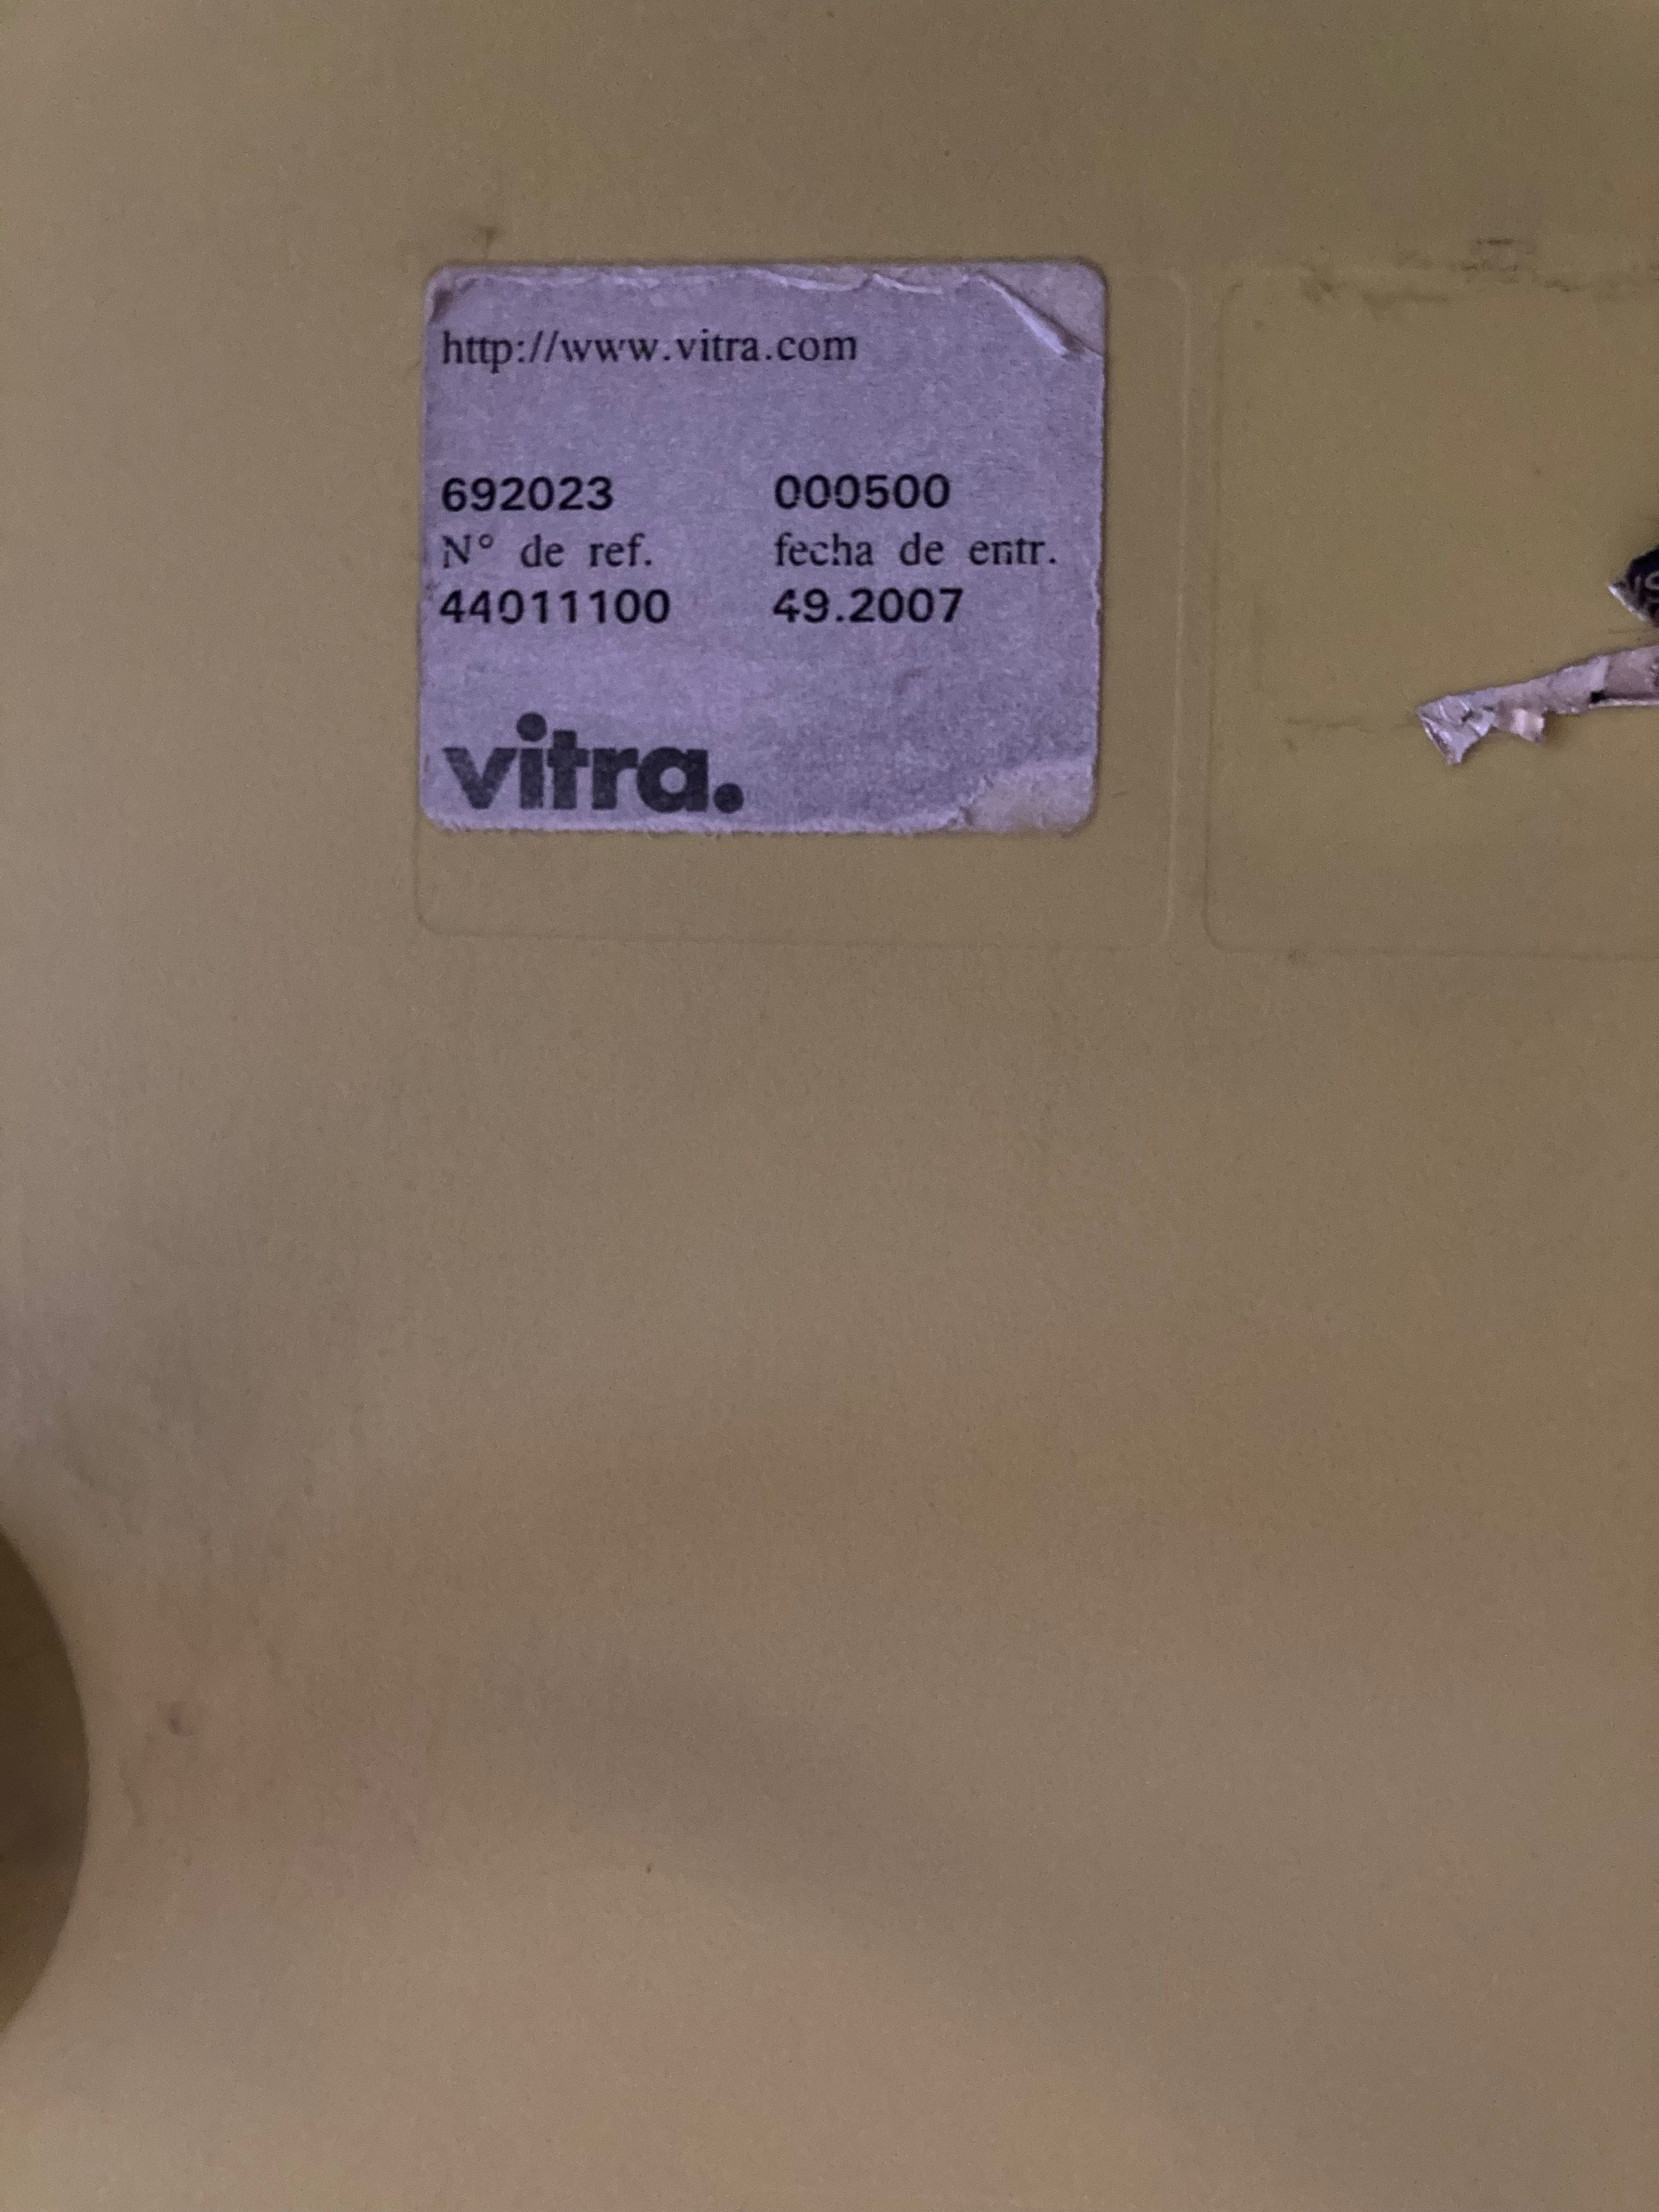 http://www.vitra.com
692023 000500
N° de ref. fecha de entr.
44011100 49.2007
vitra.